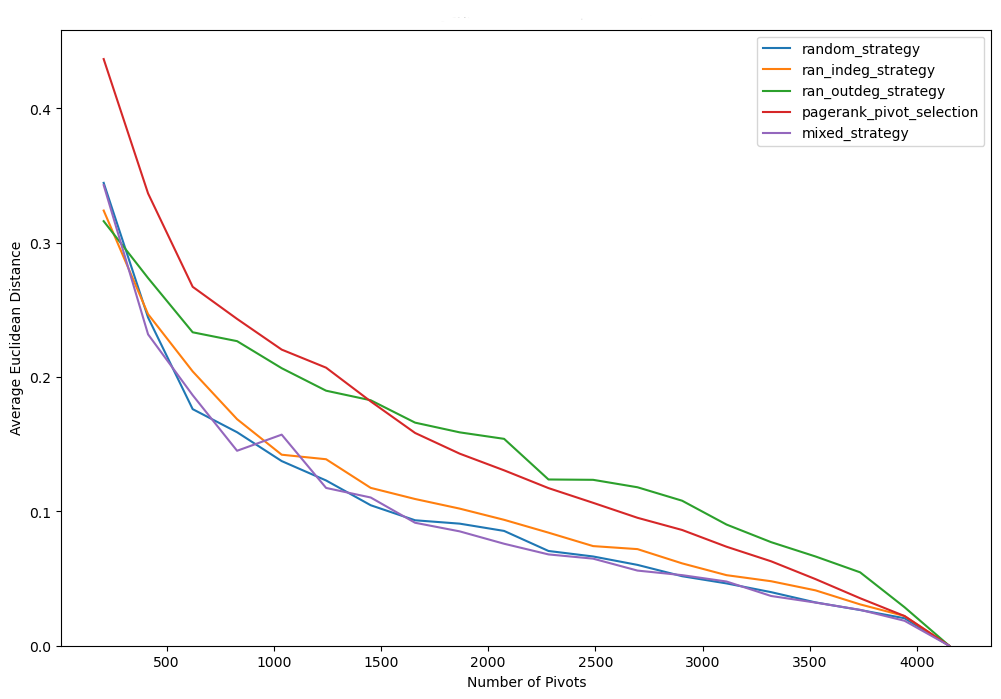 random_strategy
ran_indeg_strategy
ran_outdeg_strategy
pagerank_pivot_selection
mixed_strategy
Average Euclidean Distance
0.4
0.3
0.2
0.1
0.0
500 1000 1500 2000 2500 3000 3500 4000
Number of Pivots